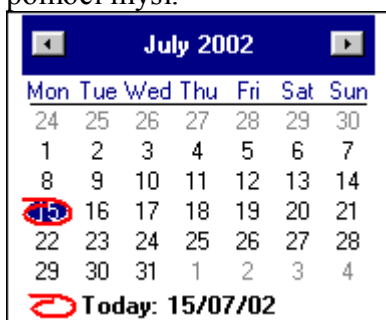 pomocí myši.
July 2002
Mon Tue Wed Thu Fri Sat Sun
24 25 26 27 28 29 30
1 2 3 4 5 6 7
8 9 10 11 12 13 14
15 16 17 18 19 20 21
22 23 24 25 26 27 28
29 30 31 1 2 3 4
Today: 15/07/02